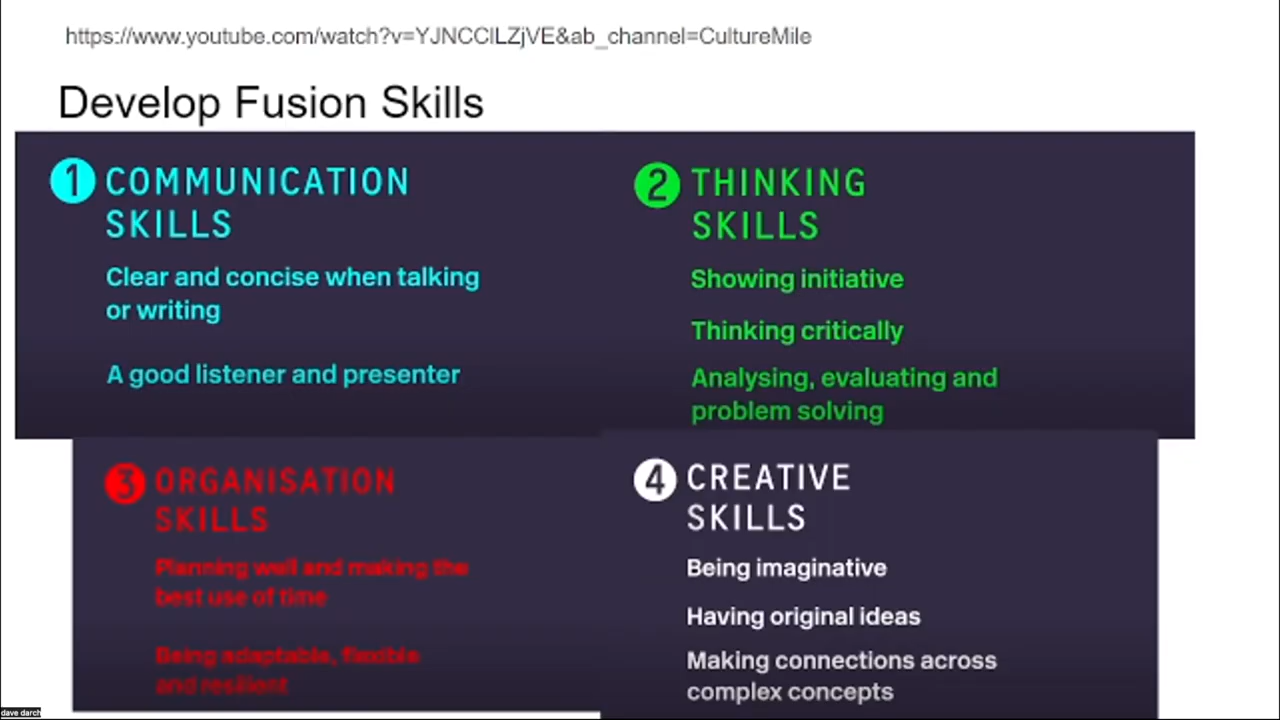 https://www.youtube.com/watch?v=YJNCClLZjVE&ab_channel=CultureMile
Develop Fusion Skills
1 COMMUNICATION
SKILLS
Clear and concise when talking
or writing
A good listener and presenter
2 THINKING
SKILLS
Showing initiative
Thinking critically
Analysing, evaluating and
problem solving
3 ORGANISATION
SKILLS
Planning well and making the
best use of time
Being adaptable, flexible
and resilient
4 CREATIVE
SKILLS
Being imaginative
Having original ideas
Making connections across
complex concepts
dave darch